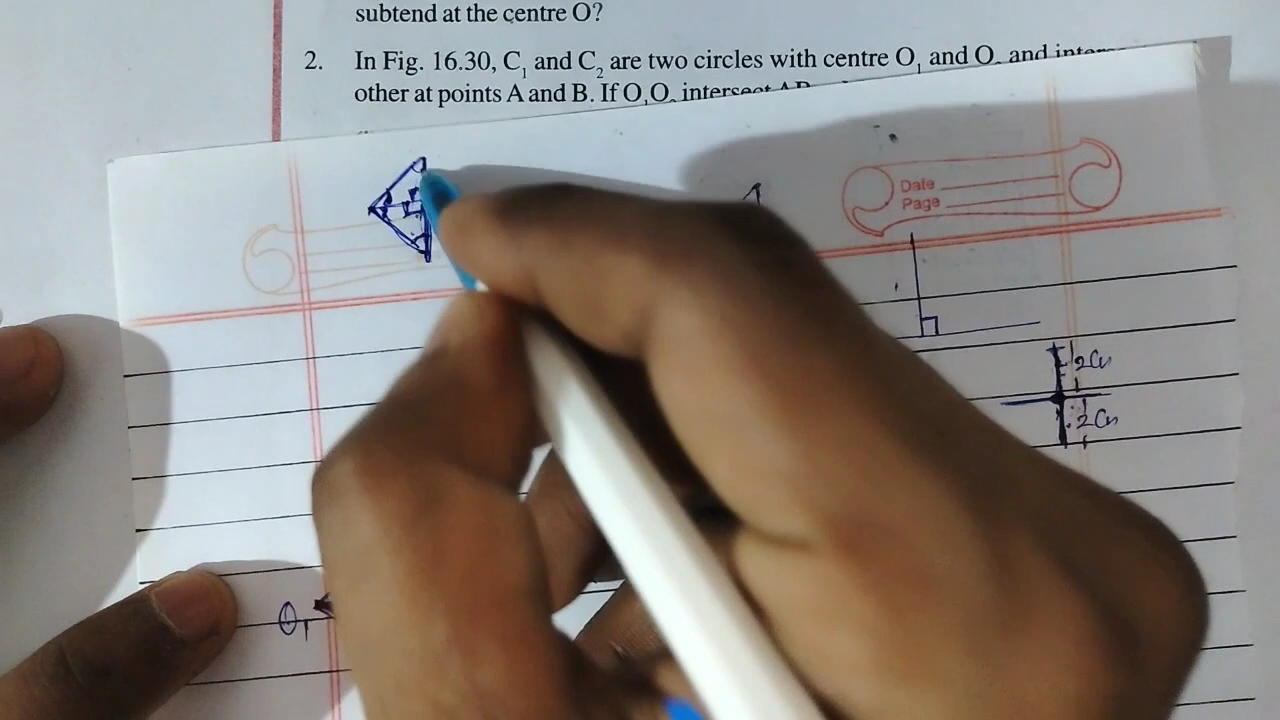 subtend at the centre O?
2. In Fig. 16.30, C₁ and C₂ are two circles with centre O₁ and O₂ and
other at points A and B. If O₁O₂ intersect AB
Date
Page
2Cm
2Cm
O₁